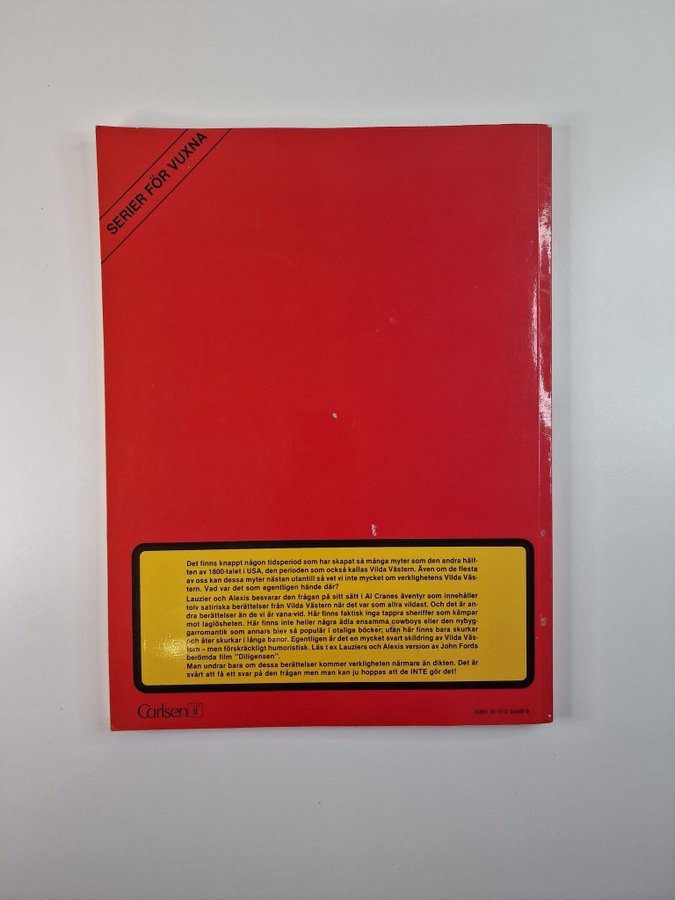 SERIER FÖR VUXNA
Det finns knappt någon tidsperiod som har skapat så många myter som den andra hälf-
ten av 1800-talet i USA, den perioden som också kallas Vilda Västern. Även om de flesta
av oss kan dessa myter nästan utantill så vet vi inte mycket om verklighetens Vilda Väs-
tern. Vad var det som egentligen hände där?
Lauzier och Alexis besvarar den frågan på sitt sätt i Al Cranes äventyr som innehåller
tolv satiriska berättelser från Vilda Västern när det var som allra vildast. Och det är an-
dra berättelser än de vi är vana vid. Här finns faktisk inga tappra sheriffer som kämpar
mot laglösheten. Här finns inte heller några ädla ensamma cowboys eller den nybyg-
garromantik som annars blev så populär i otaliga böcker; utan här finns bara skurkar
och åter skurkar i långa banor. Egentligen är det en mycket svart skildring av Vilda Väs-
tern – men förskräckligt humoristisk. Läs t ex Lauziers och Alexis version av John Fords
berömda film "Diligensen".
Man undrar bara om dessa berättelser kommer verkligheten närmare än dikten. Det är
svårt att få ett svar på den frågan men man kan ju hoppas att de INTE gör det!
Carlsen if
ISBN